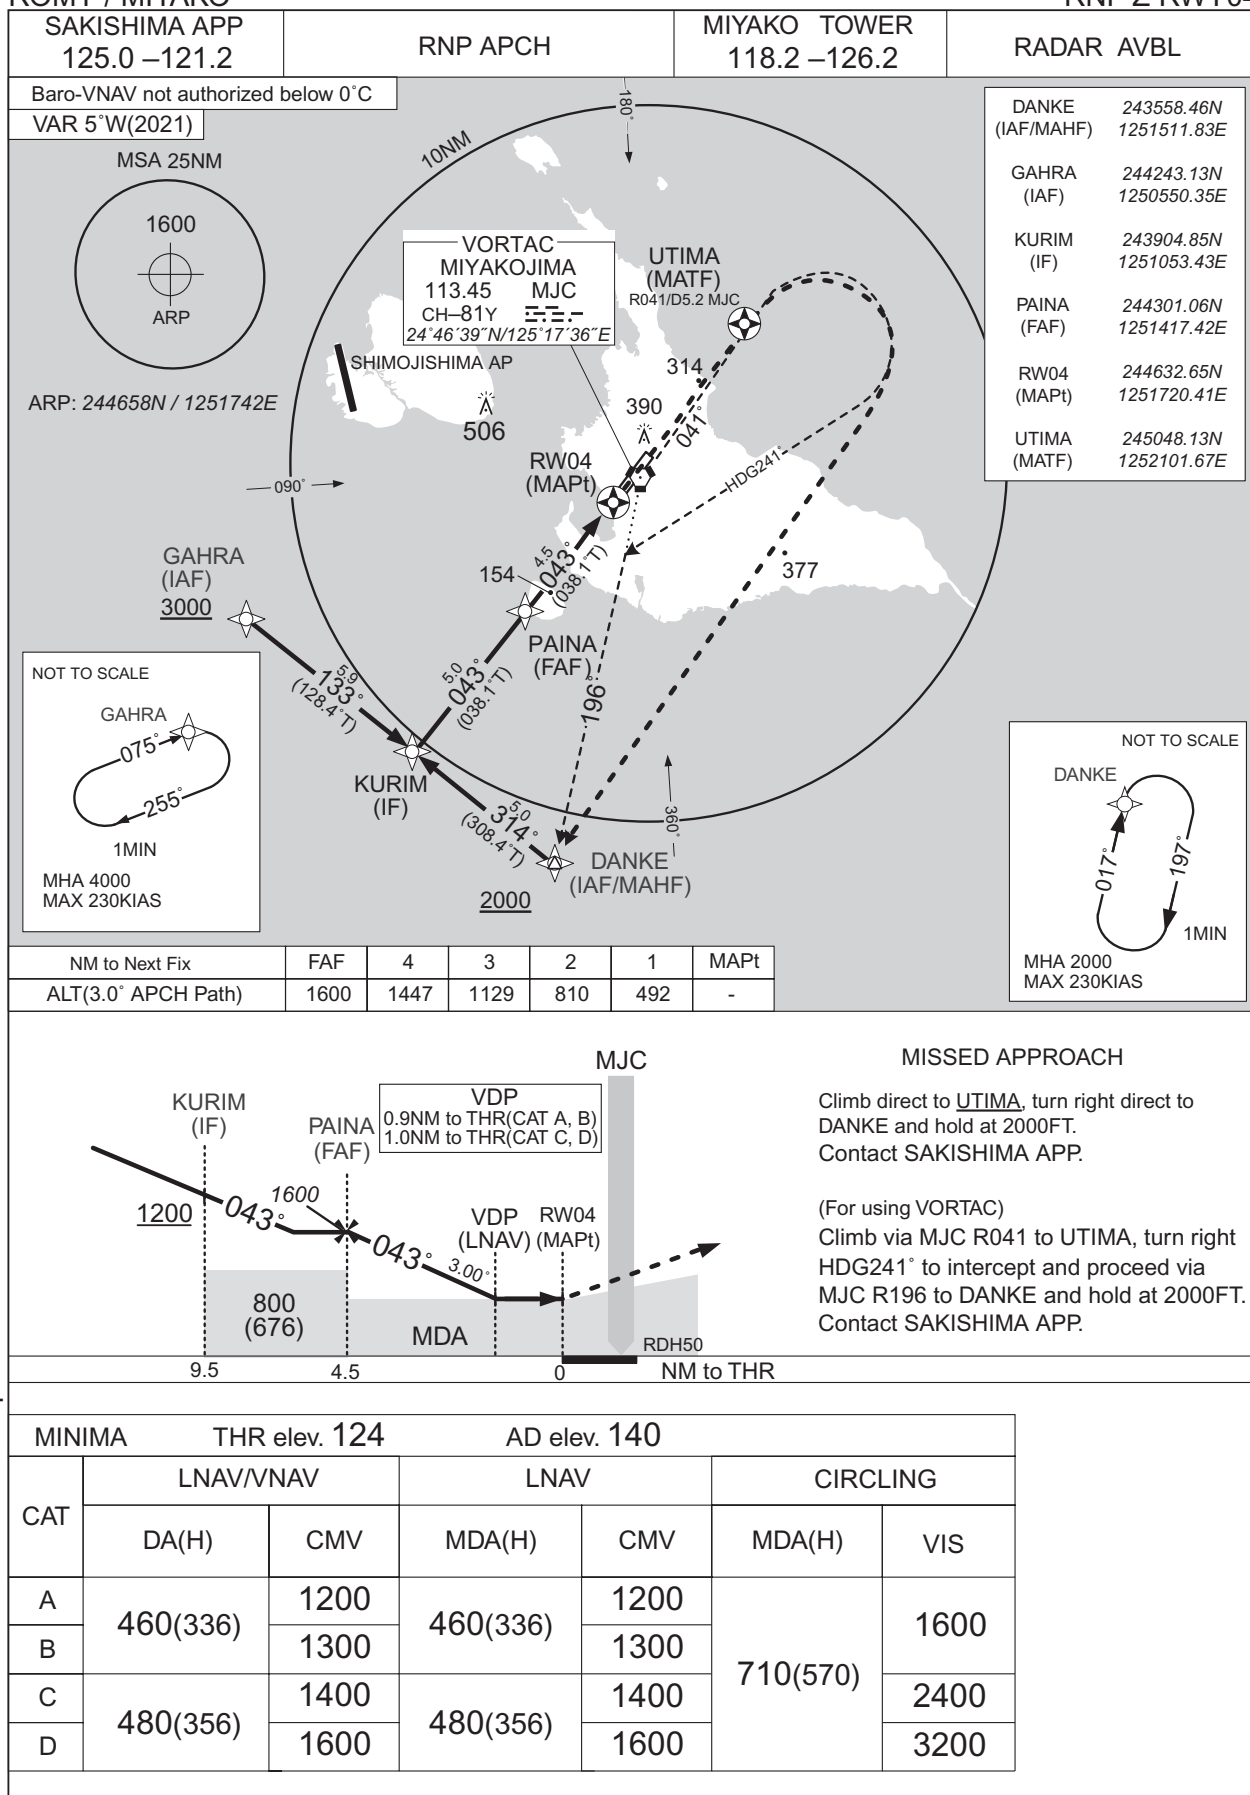 SAKISHIMA APP
125.0 –121.2
RNP APCH
MIYAKO TOWER
118.2 –126.2
RADAR AVBL
Baro-VNAV not authorized below 0˚C
VAR 5˚W(2021)
MSA 25NM
1600
ARP
ARP: 244658N / 1251742E
10NM
180˚
090˚
360˚
DANKE 243558.46N
(IAF/MAHF) 1251511.83E
GAHRA 244243.13N
(IAF) 1250550.35E
KURIM 243904.85N
(IF) 1251053.43E
PAINA 244301.06N
(FAF) 1251417.42E
RW04 244632.65N
(MAPt) 1251720.41E
UTIMA 245048.13N
(MATF) 1252101.67E
VORTAC
MIYAKOJIMA
113.45 MJC
CH–81Y
24˚46´39˝N/125˚17´36˝E
UTIMA
(MATF)
R041/D5.2 MJC
SHIMOJISHIMA AP
506
314
390
041˚
HDG241˚
RW04
(MAPt)
377
154
4.5
043˚
(038.1˚T)
GAHRA
(IAF)
3000
PAINA
(FAF)
5.9
133˚
(128.4˚T)
5.0
043˚
(038.1˚T)
196˚
KURIM
(IF)
5.0
314˚
(308.4˚T)
DANKE
(IAF/MAHF)
2000
NOT TO SCALE
GAHRA
075˚
255˚
1MIN
MHA 4000
MAX 230KIAS
NOT TO SCALE
DANKE
017˚
197˚
1MIN
MHA 2000
MAX 230KIAS
NM to Next Fix FAF 4 3 2 1 MAPt
ALT(3.0˚ APCH Path) 1600 1447 1129 810 492 -
MJC
KURIM
(IF)
PAINA
(FAF)
VDP
0.9NM to THR(CAT A, B)
1.0NM to THR(CAT C, D)
1200
043˚
1600
043˚
3.00˚
VDP
(LNAV)
RW04
(MAPt)
800
(676)
MDA
RDH50
9.5 4.5 0 NM to THR
MISSED APPROACH
Climb direct to UTIMA, turn right direct to
DANKE and hold at 2000FT.
Contact SAKISHIMA APP.
(For using VORTAC)
Climb via MJC R041 to UTIMA, turn right
HDG241˚ to intercept and proceed via
MJC R196 to DANKE and hold at 2000FT.
Contact SAKISHIMA APP.
MINIMA THR elev. 124 AD elev. 140
CAT LNAV/VNAV LNAV CIRCLING
DA(H) CMV MDA(H) CMV MDA(H) VIS
A 460(336) 1200 460(336) 1200 710(570) 1600
B 1300 1300
C 480(356) 1400 480(356) 1400 2400
D 1600 1600 3200